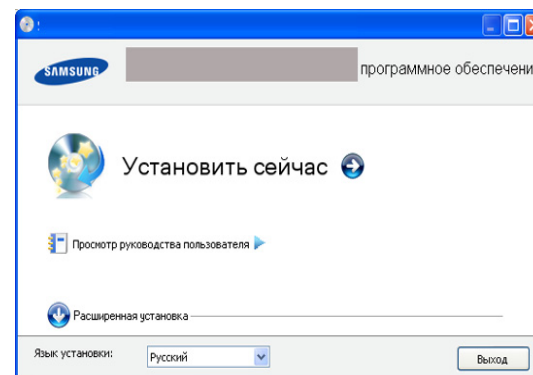 SAMSUNG
программное обеспечени
Установить сейчас
Просмотр руководства пользователя
Расширенная установка
Язык установки:
Русский
Выход